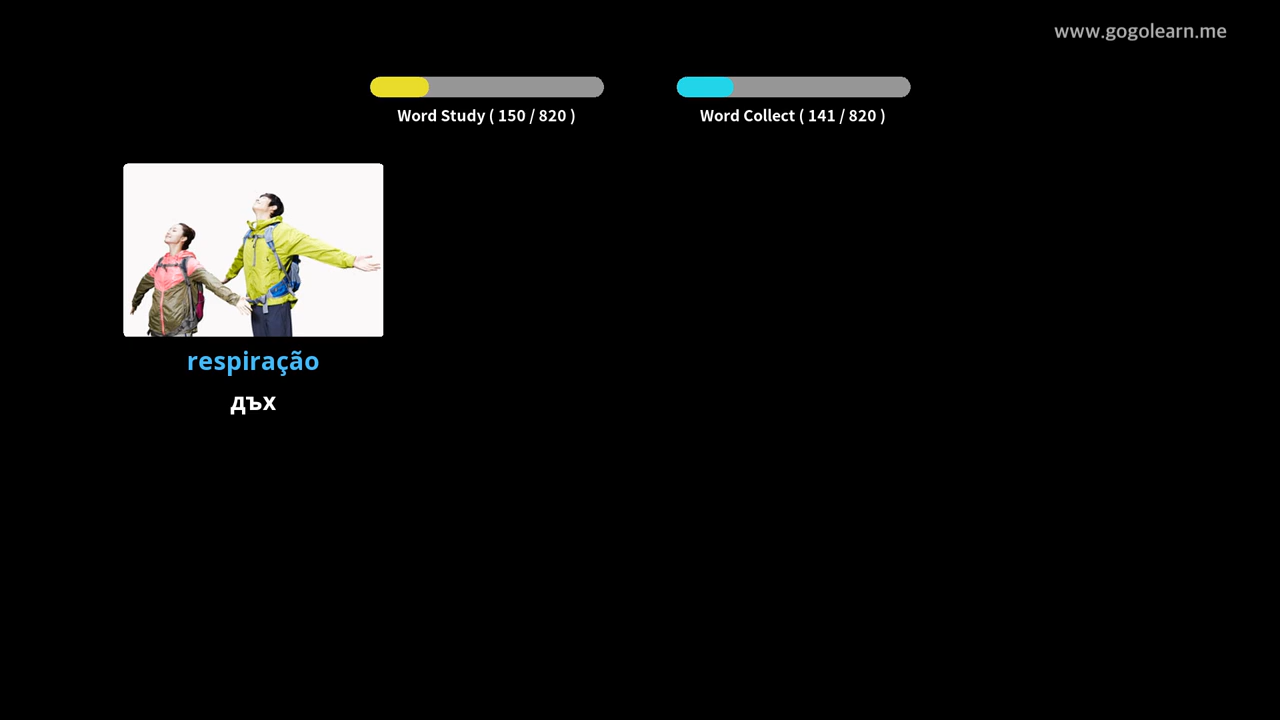 www.gogolearn.me
Word Study ( 150 / 820 )
Word Collect ( 141 / 820 )
respiração
дъх